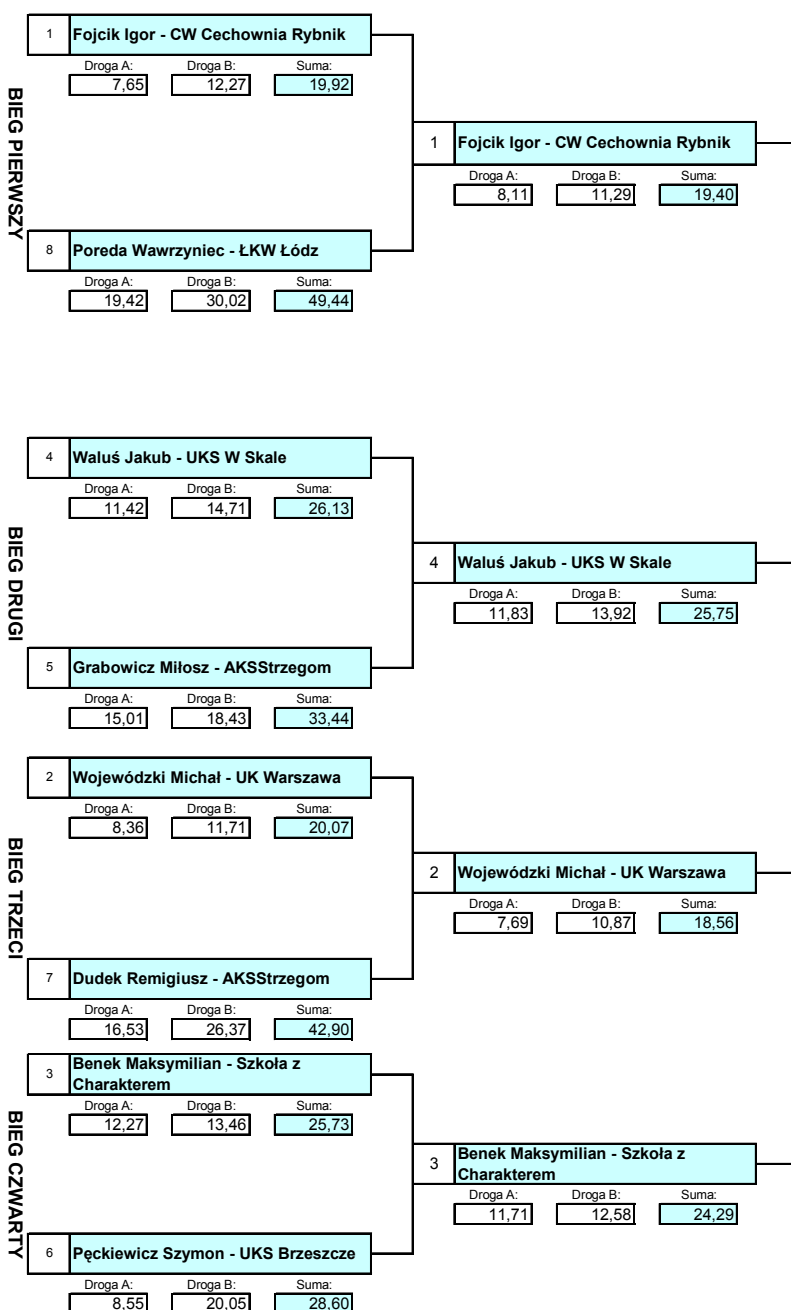 BIEG PIERWSZY
1 Fojcik Igor - CW Cechownia Rybnik
Droga A: Droga B: Suma:
7,65 12,27 19,92
1 Fojcik Igor - CW Cechownia Rybnik
Droga A: Droga B: Suma:
8,11 11,29 19,40
8 Poreda Wawrzyniec - ŁKW Łódz
Droga A: Droga B: Suma:
19,42 30,02 49,44
BIEG DRUGI
4 Waluś Jakub - UKS W Skale
Droga A: Droga B: Suma:
11,42 14,71 26,13
4 Waluś Jakub - UKS W Skale
Droga A: Droga B: Suma:
11,83 13,92 25,75
5 Grabowicz Miłosz - AKSStrzegom
Droga A: Droga B: Suma:
15,01 18,43 33,44
BIEG TRZECI
2 Wojewódzki Michał - UK Warszawa
Droga A: Droga B: Suma:
8,36 11,71 20,07
2 Wojewódzki Michał - UK Warszawa
Droga A: Droga B: Suma:
7,69 10,87 18,56
7 Dudek Remigiusz - AKSStrzegom
Droga A: Droga B: Suma:
16,53 26,37 42,90
BIEG CZWARTY
3 Benek Maksymilian - Szkoła z
Charakterem
Droga A: Droga B: Suma:
12,27 13,46 25,73
3 Benek Maksymilian - Szkoła z
Charakterem
Droga A: Droga B: Suma:
11,71 12,58 24,29
6 Pęckiewicz Szymon - UKS Brzeszcze
Droga A: Droga B: Suma:
8,55 20,05 28,60